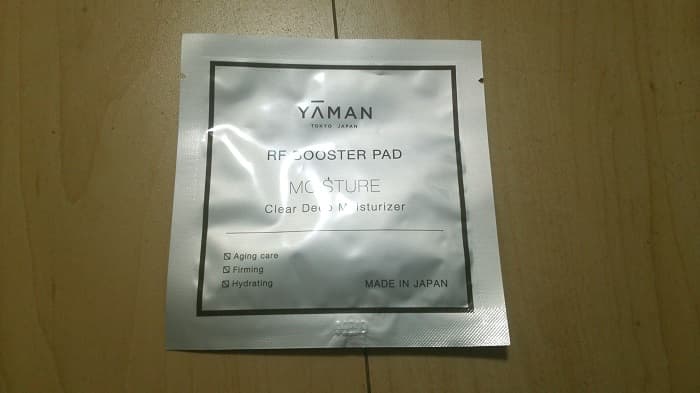 YĀMAN
TOKYO JAPAN
RF BOOSTER PAD
MOISTURE
Clear Deep Moisturizer
Aging care
Firming
Hydrating
MADE IN JAPAN